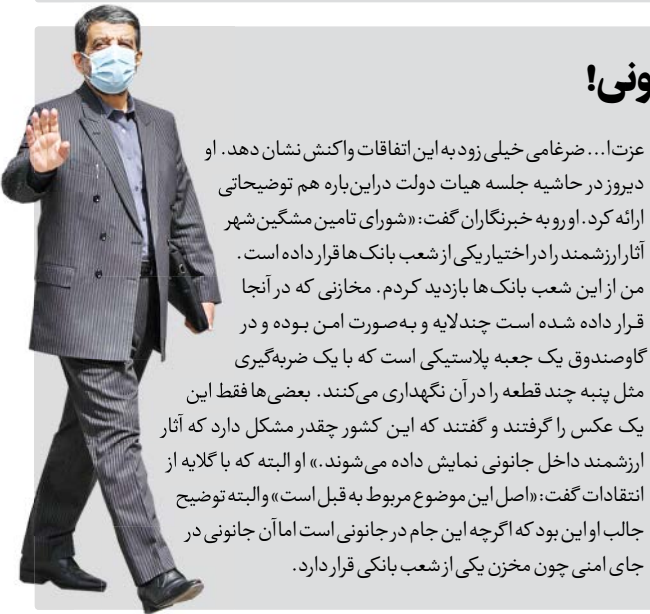 ونی!
عزت‌ا... ضرغامی خیلی زود به این اتفاقات واکنش نشان دهد. او
دیروز در حاشیه جلسه هیات دولت دراین‌باره هم توضیحاتی
ارائه کرد. او رو به خبرنگاران گفت: «شورای تامین مشگین‌شهر
آثار ارزشمند را در اختیار یکی از شعب بانک‌ها قرار داده است.
من از این شعب بانک‌ها بازدید کردم. مخازنی که در آنجا
قرار داده شده است چندلایه و به‌صورت امن بوده و در
گاوصندوق یک جعبه پلاستیکی است که با یک ضربه‌گیری
مثل پنبه چند قطعه را در آن نگهداری می‌کنند. بعضی‌ها فقط این
یک عکس را گرفتند و گفتند که این کشور چقدر مشکل دارد که آثار
ارزشمند داخل جانونی نمایش داده می‌شوند.» او البته که با گلایه از
انتقادات گفت: «اصل این موضوع مربوط به قبل است» و البته توضیح
جالب او این بود که اگرچه این جام در جانونی است اما آن جانونی در
جای امنی چون مخزن یکی از شعب بانکی قرار دارد.